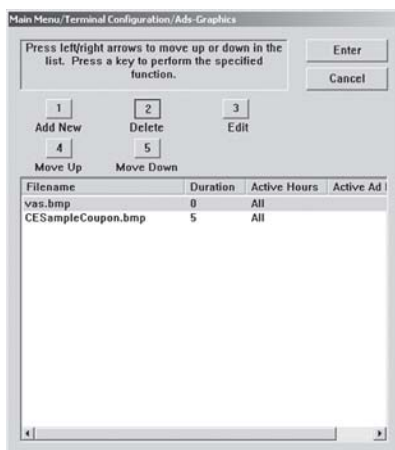 Main Menu/Terminal Configuration/Ads-Graphics
Press left/right arrows to move up or down in the
list. Press a key to perform the specified
function.
Enter
Cancel
1 2 3
Add New Delete Edit
4 5
Move Up Move Down
Filename Duration Active Hours Active Ad
vas.bmp 0 All
CESampleCoupon.bmp 5 All